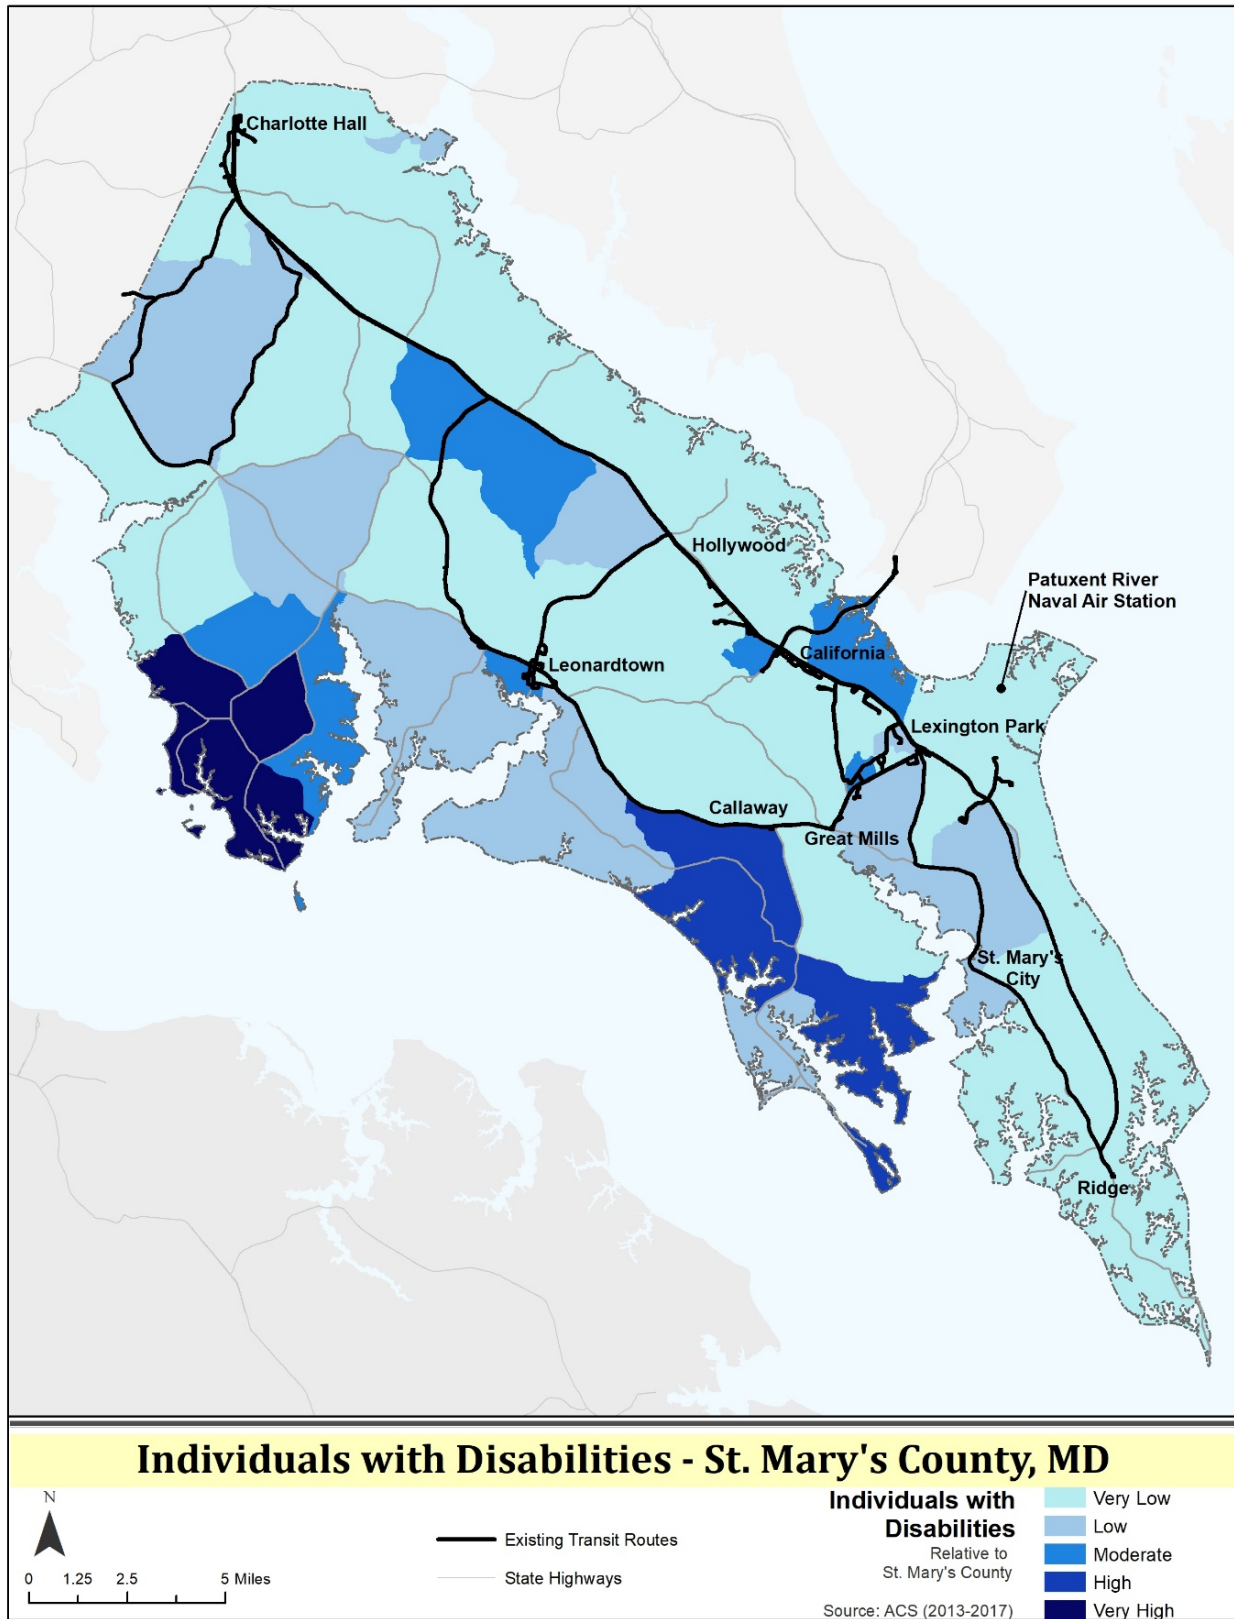 Charlotte Hall
Hollywood
Patuxent River
Naval Air Station
California
Leonardtown
Lexington Park
Callaway
Great Mills
St. Mary's
City
Ridge
Individuals with Disabilities - St. Mary's County, MD
N
0 1.25 2.5 5 Miles
Existing Transit Routes
State Highways
Individuals with
Disabilities
Relative to
St. Mary's County
Source: ACS (2013-2017)
Very Low
Low
Moderate
High
Very High